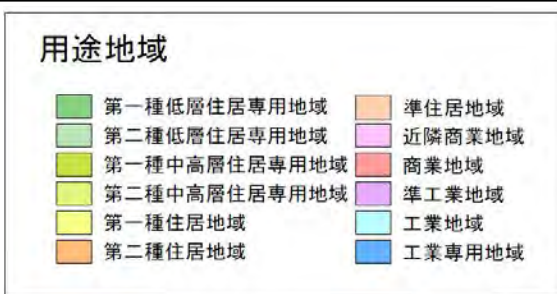 用途地域
第一種低層住居専用地域
第二種低層住居専用地域
第一種中高層住居専用地域
第二種中高層住居専用地域
第一種住居地域
第二種住居地域
準住居地域
近隣商業地域
商業地域
準工業地域
工業地域
工業専用地域